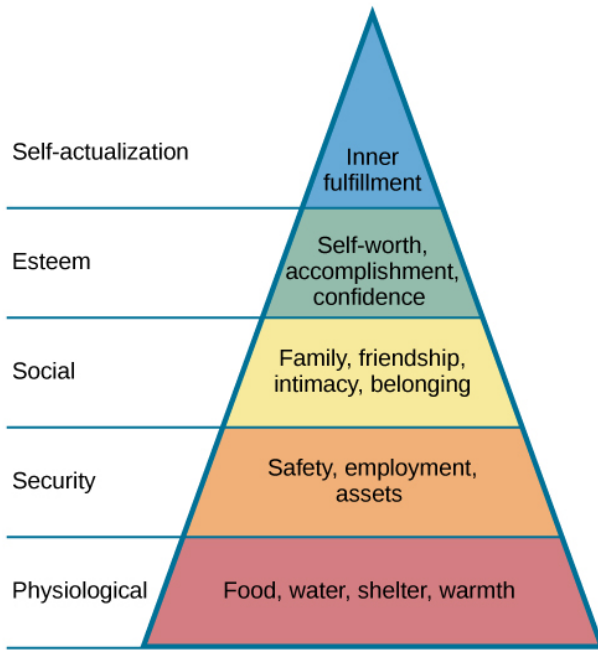 Self-actualization
Inner
fulfillment
Esteem
Self-worth,
accomplishment,
confidence
Social
Family, friendship,
intimacy, belonging
Security
Safety, employment,
assets
Physiological
Food, water, shelter, warmth